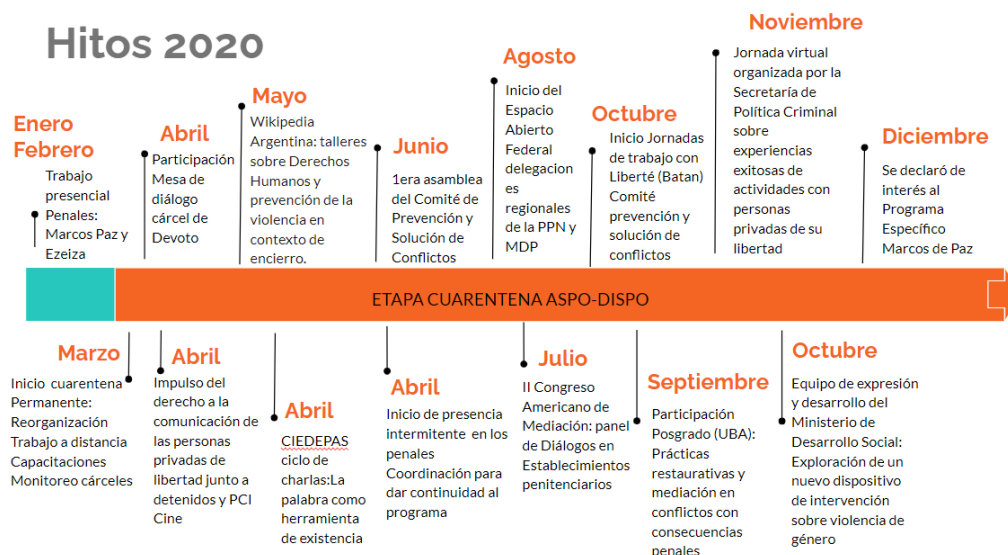 Hitos 2020
Enero
Febrero
Trabajo
presencial
Penales:
Marcos Paz y
Ezeiza
Abril
Participación
Mesa de
diálogo
cárcel de
Devoto
Mayo
Wikipedia
Argentina: talleres
sobre Derechos
Humanos y
prevención de la
violencia en
contexto de
encierro.
Junio
1era asamblea
del Comité de
Prevención y
Solución de
Conflictos
Agosto
Inicio del
Espacio
Abierto
Federal
delegacion
es
regionales
de la PPN y
MDP
Octubre
Inicio Jornadas
de trabajo con
Liberté (Batan)
Comité
prevención y
solución de
conflictos
Noviembre
Jornada virtual
organizada por la
Secretaría de
Política Criminal
sobre
experiencias
exitosas de
actividades con
personas
privadas de su
libertad
Diciembre
Se declaró de
interés al
Programa
Específico
Marcos de Paz
ETAPA CUARENTENA ASPO-DISPO
Marzo
Inicio cuarentena
Permanente:
Reorganización
Trabajo a distancia
Capacitaciones
Monitoreo cárceles
Abril
Impulso del
derecho a la
comunicación de
las personas
privadas de
libertad junto a
detenidos y PCI
Cine
Abril
CIEDEPAS
ciclo de
charlas:La
palabra como
herramienta
de existencia
Abril
Inicio de presencia
intermitente en los
penales
Coordinación para
dar continuidad al
programa
Julio
II Congreso
Americano de
Mediación: panel
de Diálogos en
Establecimientos
penitenciarios
Septiembre
Participación
Posgrado (UBA):
Prácticas
restaurativas y
mediación en
conflictos con
consecuencias
penales
Octubre
Equipo de expresión
y desarrollo del
Ministerio de
Desarrollo Social:
Exploración de un
nuevo dispositivo
de intervención
sobre violencia de
género